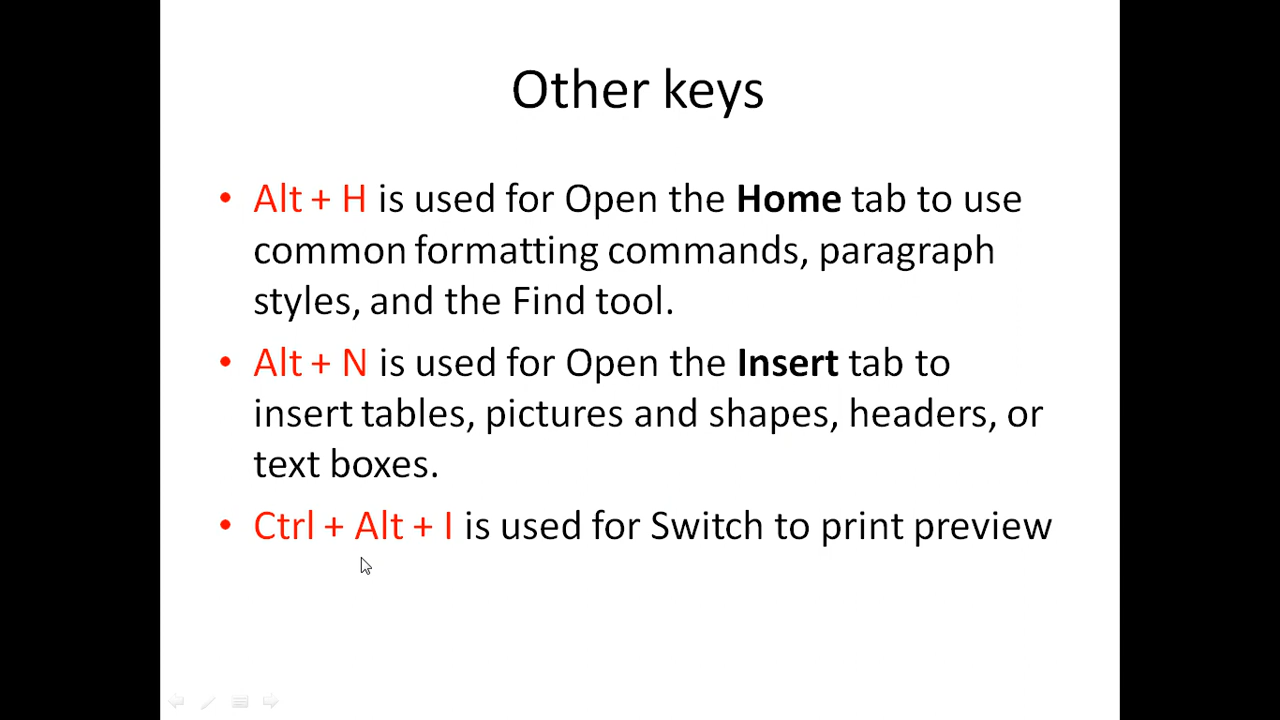 Other keys
• Alt + H is used for Open the Home tab to use
common formatting commands, paragraph
styles, and the Find tool.
• Alt + N is used for Open the Insert tab to
insert tables, pictures and shapes, headers, or
text boxes.
• Ctrl + Alt + I is used for Switch to print preview